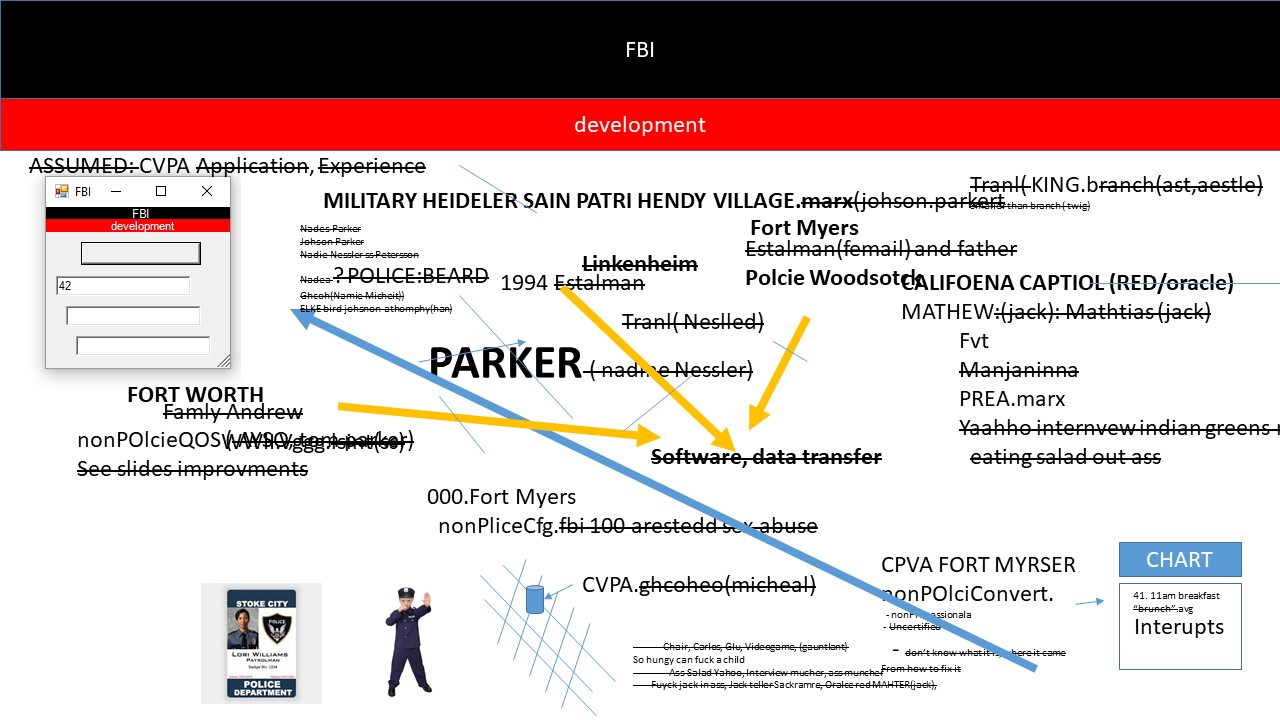 FBI
development
ASSUMED: CVPA Application, Experience
FBI
FBI
development
42
Tranl( KING.branch(ast,aestle)
smaller than branch( twig)
MILITARY HEIDELER SAIN PATRI HENDY VILLAGE.marx(johson.parkert
Fort Myers
Estalman(femail) and father
Polcie Woodsotck
Nades Parker
Johson Parker
Nadie Nessler ss Petersson
Nadea ? POLICE:BEARD
Ghcoh(Namie Micheit))
ELKE bird johsnon athomphy(han)
Linkenheim
1994 Estalman
CALIFOENA CAPTIOL (RED/oracle)
MATHEW:(jack): Mathtias (jack)
Fvt
Manjaninna
PREA.marx
Yaahho internvew indian greens
eating salad out ass
Tranl( Neslled)
PARKER ( nadine Nessler)
FORT WORTH
Famly Andrew
nonPOlcieQOS
See slides improvments
Software, data transfer
000.Fort Myers
nonPliceCfg.fbi 100 arestedd sex abuse
CVPA.ghcoheo(micheal)
CPVA FORT MYRSER
nonPOlciConvert.
- nonProfessionala
- Uncertified
- don't know what it is, where it came
From how to fix it
CHART
41. 11am breakfast
"brunch".avg
Interupts
STOKE CITY
POLICE
LORI WILLIAMS
PATROLMAN
Badge No. 1234
POLICE
DEPARTMENT
Chair, Carlos, Glu, Videogame, (gauntlant)
So hungy can fuck a child
Ass Salad Yahoo, Interview mucher, ass muncher
Fuyck jack in ass, Jack teller Sackramre, Oralce red MAHTER(jack),